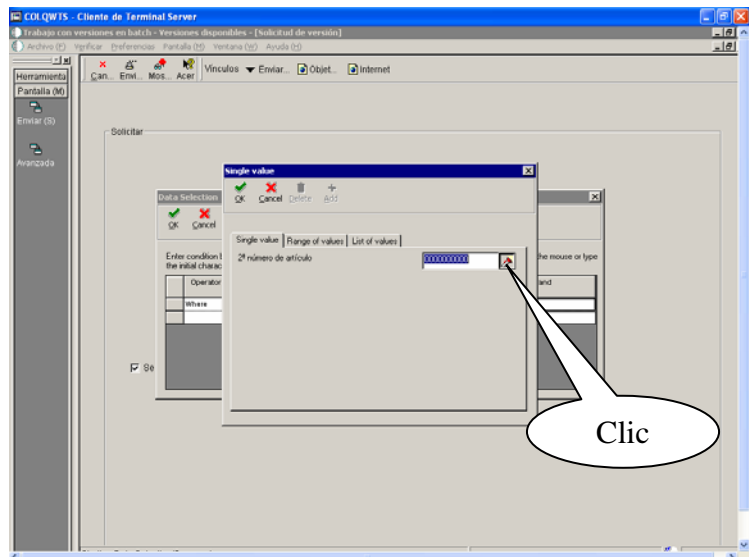 COLQWTS - Cliente de Terminal Server
Trabajo con versiones en batch - Versiones disponibles - [Solicitud de versión]
Archivo (F) Verificar Preferencias Pantalla (M) Ventana (W) Ayuda (H)
Herramienta
Pantalla (M)
Enviar (S)
Avanzada
Can... Envi... Mos... Acer Vínculos Enviar... Objet... Internet
Solicitar
Data Selection
OK Cancel
Enter condition
the mouse or type
the initial charac
Operator
and
Where
Se
Single value
OK Cancel Delete Add
Single value Range of values List of values
2º número de artículo
Clic